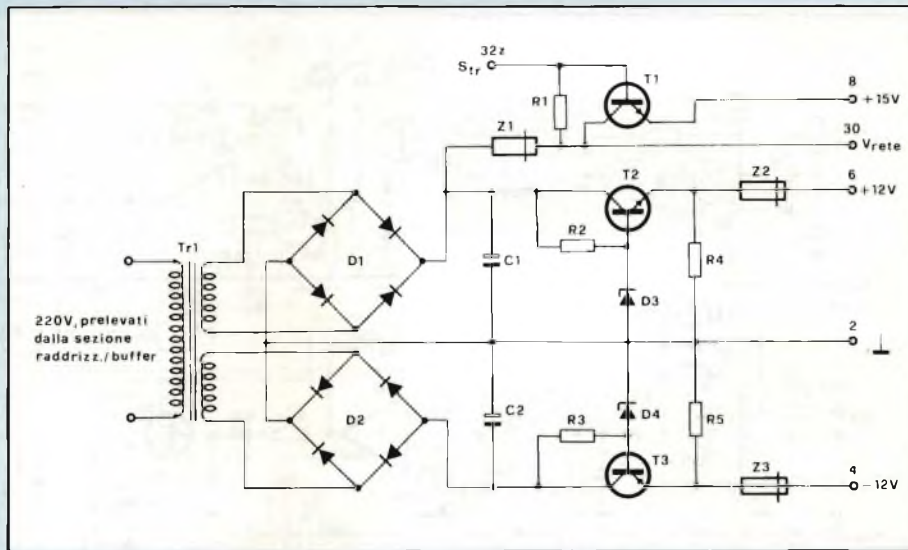 32z
Str
T1
8
+15V
R1
Z1
30
Vrete
T2
6
+12V
Z2
R2
R4
Tr1
D1
C1
D3
220V, prelevati
dalla sezione
raddrizz./buffer
2
D2
C2
D4
R3
R5
T3
Z3
4
-12V